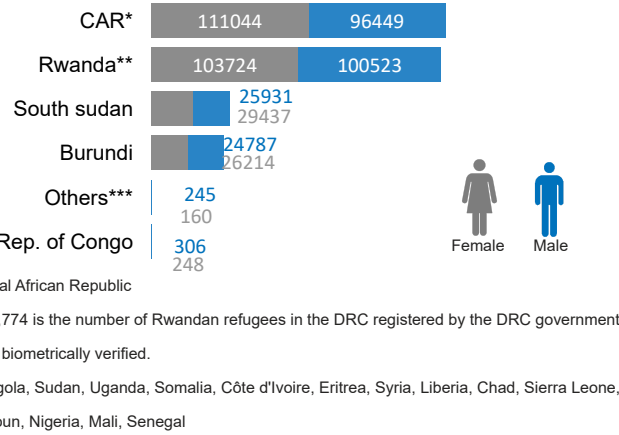 CAR*
111044 96449
Rwanda**
103724 100523
South sudan
25931
29437
Burundi
24787
26214
Others***
245
160
Rep. of Congo
306
248
Female Male
al African Republic
,774 is the number of Rwandan refugees in the DRC registered by the DRC government
biometrically verified.
gola, Sudan, Uganda, Somalia, Côte d'Ivoire, Eritrea, Syria, Liberia, Chad, Sierra Leone,
oun, Nigeria, Mali, Senegal